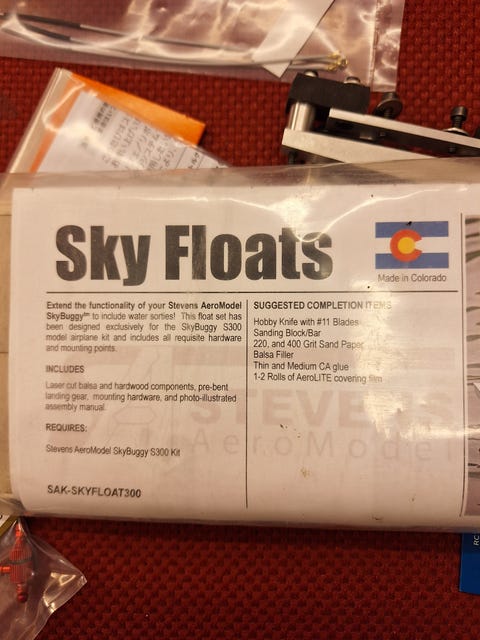 Sky Floats
Made in Colorado
Extend the functionality of your Stevens AeroModel
SkyBuggy™ to include water sorties! This float set has
been designed exclusively for the SkyBuggy S300
model airplane kit and includes all requisite hardware
and mounting points.
INCLUDES
Laser cut balsa and hardwood components, pre-bent
landing gear, mounting hardware, and photo-illustrated
assembly manual.
REQUIRES:
Stevens AeroModel SkyBuggy S300 Kit
SAK-SKYFLOAT300
SUGGESTED COMPLETION ITEMS
Hobby Knife with #11 Blades
Sanding Block/Bar
220, and 400 Grit Sand Paper
Balsa Filler
Thin and Medium CA glue
1-2 Rolls of AeroLITE covering film
STEVENS
AeroModel
RC